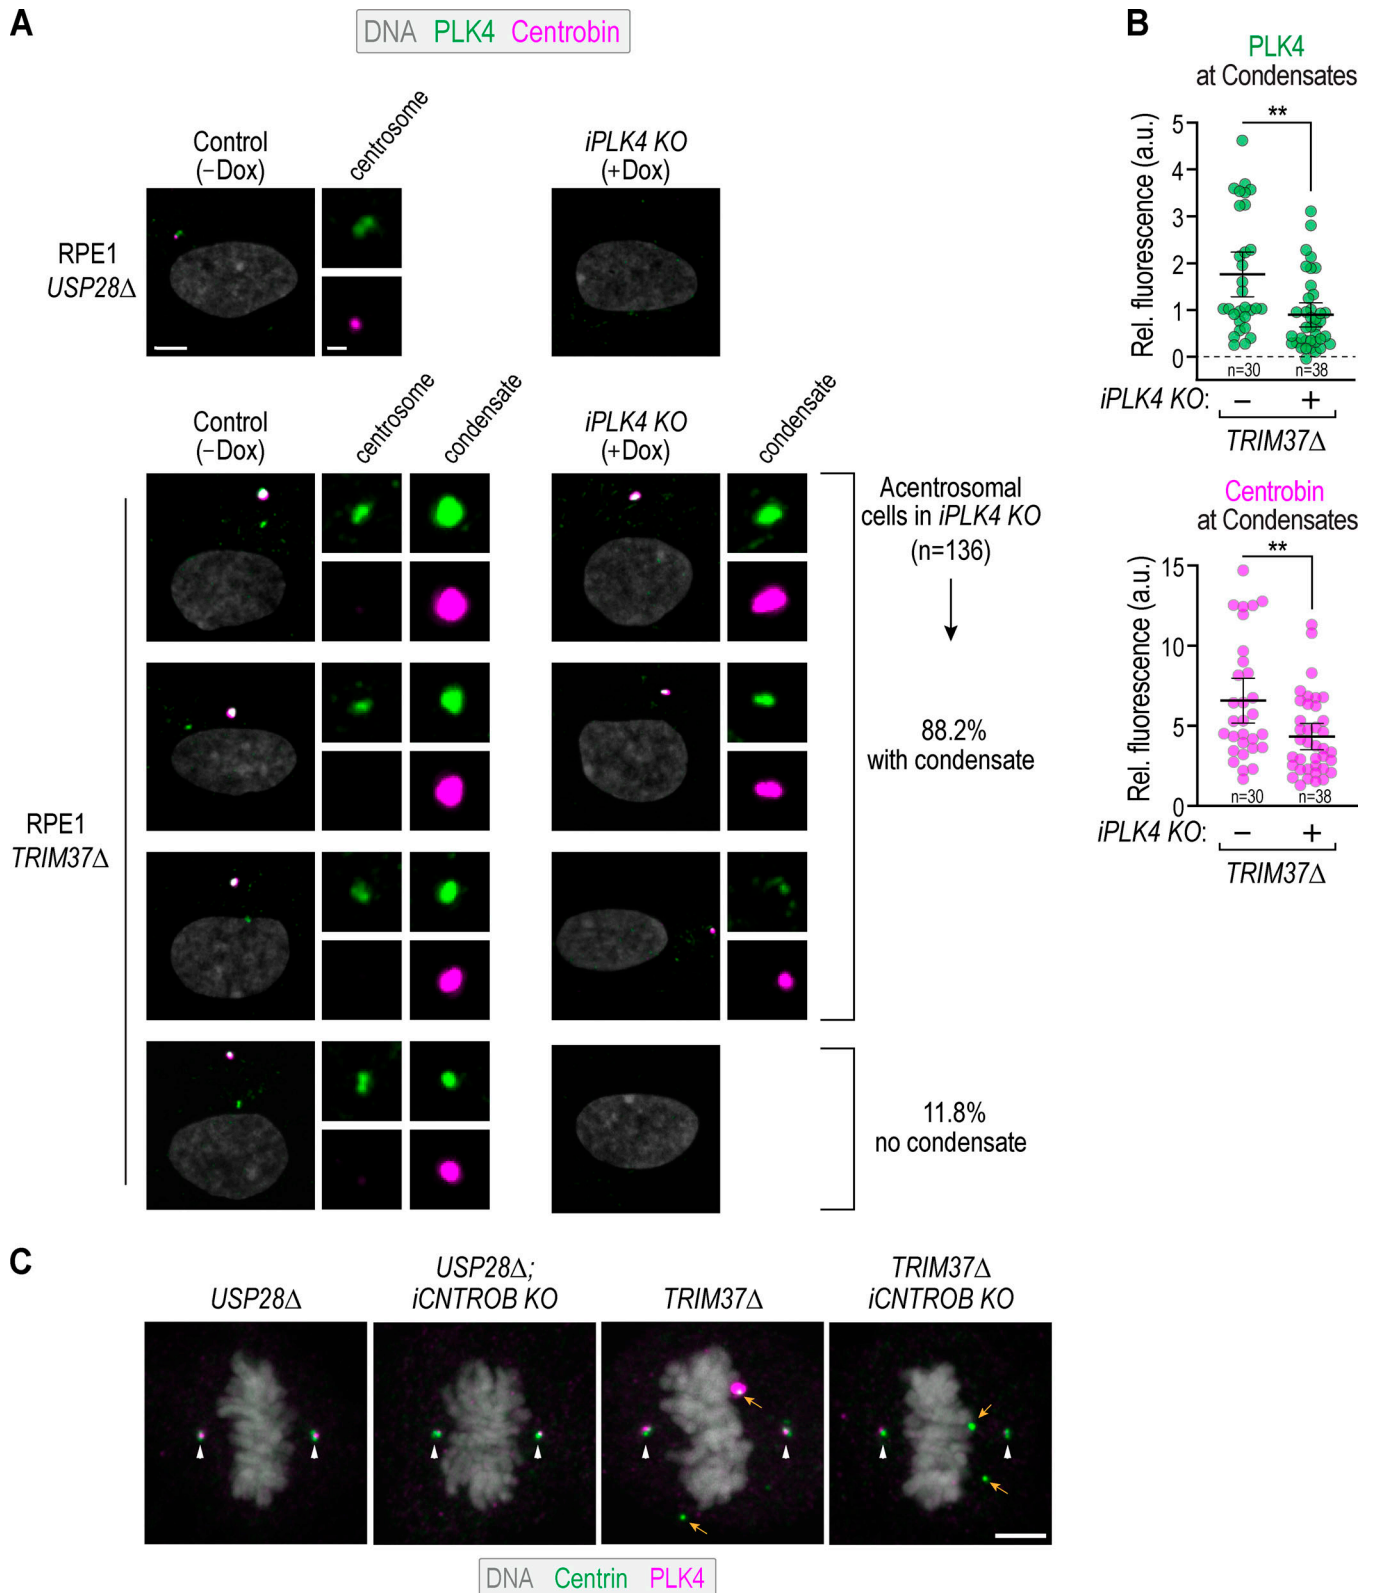 A
DNA PLK4 Centrobin
Control
(−Dox)
centrosome
iPLK4 KO
(+Dox)
RPE1
USP28Δ
Control
(−Dox)
centrosome
condensate
iPLK4 KO
(+Dox)
condensate
RPE1
TRIM37Δ
Acentrosomal
cells in iPLK4 KO
(n=136)
88.2%
with condensate
11.8%
no condensate
B
PLK4
at Condensates
**
Rel. fluorescence (a.u.)
5
4
3
2
1
0
n=30 n=38
iPLK4 KO: − +
TRIM37Δ
Centrobin
at Condensates
**
Rel. fluorescence (a.u.)
15
10
5
0
n=30 n=38
iPLK4 KO: − +
TRIM37Δ
C
USP28Δ
USP28Δ;
iCNTROB KO
TRIM37Δ
TRIM37Δ
iCNTROB KO
DNA Centrin PLK4